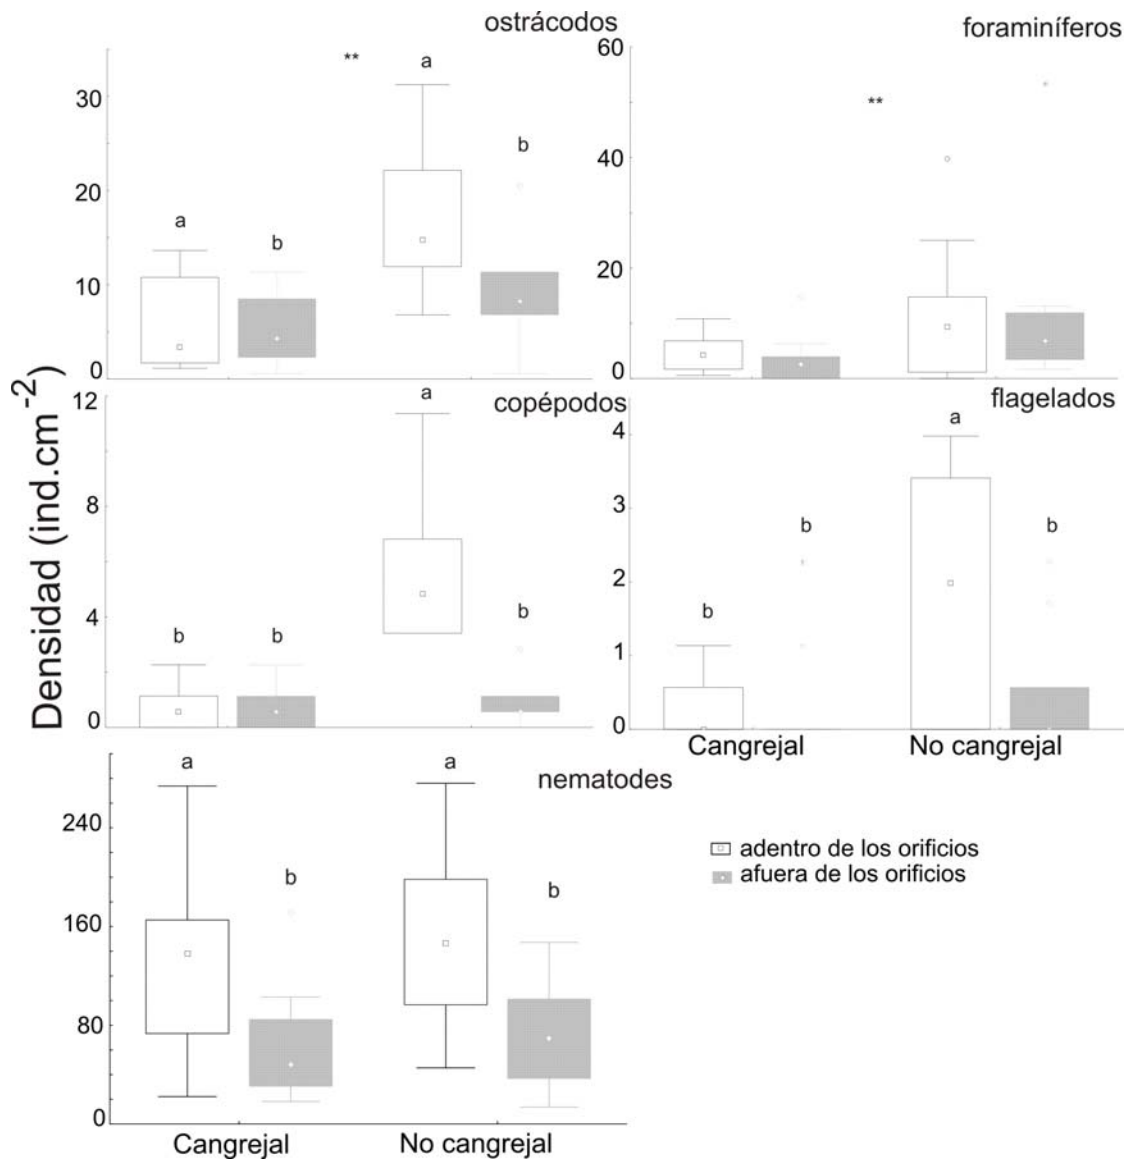 ostrácodos
foraminíferos
Densidad (ind.cm-2)
**
a
b
a
b
30
20
10
0
**
60
40
20
0
copépodos
b
b
a
b
12
8
4
0
flagelados
b
b
a
b
4
3
2
1
0
Cangrejal No cangrejal
nematodes
a
b
a
b
240
160
80
0
Cangrejal No cangrejal
adentro de los orificios
afuera de los orificios